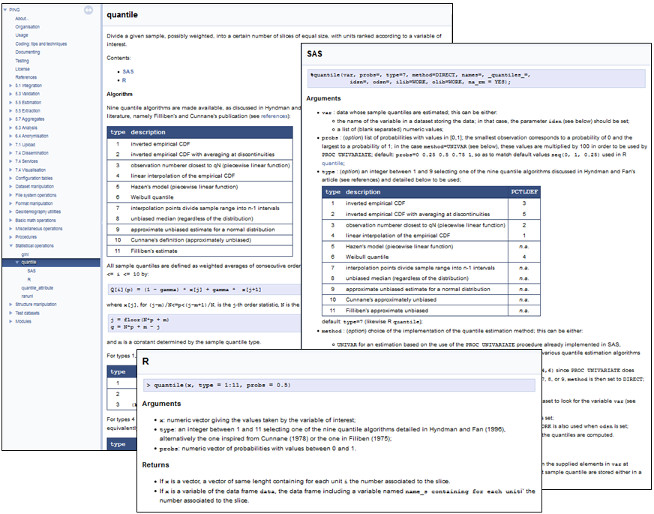 PING
About...
Organisation
Usage
Coding: tips and techniques
Documenting
Testing
License
References
5.1 Integration
5.3 Validation
5.5 Estimation
5.5 Extraction
5.7 Aggregates
6.2 Analysis
6.4 Anonymisation
7.1 Upload
7.4 Dissemination
7.4 Services
7.4 Visualisation
Configuration tables
Dataset manipulation
File system operations
Format manipulation
Geo/demography utilities
Basic math operations
Miscellaneous operations
Procedures
Statistical operations
gini
quantile
SAS
R
quantile_attribute
ranuni
Structure manipulation
Test datasets
Modules
quantile
Divide a given sample, possibly weighted, into a certain number of slices of equal size, with units ranked according to a variable of
interest.
Contents:
SAS
R
Algorithm
Nine quantile algorithms are made available, as discussed in Hyndman and
literature, namely Filliben's and Cunnane's publication (see references):
type description
1 inverted empirical CDF
2 inverted empirical CDF with averaging at discontinuities
3 observation numberer closest to qN (piecewise linear function)
4 linear interpolation of the empirical CDF
5 Hazen's model (piecewise linear function)
6 Weibull quantile
7 interpolation points divide sample range into n-1 intervals
8 unbiased median (regardless of the distribution)
9 approximate unbiased estimate for a normal distribution
10 Cunnane's definition (approximately unbiased)
11 Filliben's estimate
All sample quantiles are defined as weighted averages of consecutive order
<= i <= 10 by:
Q[i](p) = (1 - gamma) * x[j] + gamma * x[j+1]
where x[j], for (j-m)/N<=p<(j-m+1)/N, is the j-th order statistic, N is the
j = floor(N*p + m)
g = N*p + m - j
and m is a constant determined by the sample quantile type.
For types 1
type
1
2
3
For types 4
equivalent
type
SAS
%quantile(var, probs=, type=7, method=DIRECT, names=, _quantiles_=,
idsn=, odsn=, ilib=WORK, olib=WORK, na_rm = YES);
Arguments
var : data whose sample quantiles are estimated; this can be either:
the name of the variable in a dataset storing the data; in that case, the parameter idsn (see below) should be set,
a list of (blank separated) numeric values;
probs : (option) list of probabilities with values in [0,1]; the smallest observation corresponds to a probability of 0 and the
largest to a probability of 1; in the case method=UNIVAR (see below), these values are multiplied by 100 in order to be used by
PROC UNIVARIATE; default: probs=0 0.25 0.5 0.75 1, so as to match default values seq(0, 1, 0.25) used in R
quantile;
type : (option) an integer between 1 and 9 selecting one of the nine quantile algorithms discussed in Hyndman and Fan's
article (see references) and detailed below to be used;
type description PCTLDEF
1 inverted empirical CDF 3
2 inverted empirical CDF with averaging at discontinuities 5
3 observation numberer closest to qN (piecewise linear function) 2
4 linear interpolation of the empirical CDF 1
5 Hazen's model (piecewise linear function) n.a.
6 Weibull quantile 4
7 interpolation points divide sample range into n-1 intervals n.a.
8 unbiased median (regardless of the distribution) n.a.
9 approximate unbiased estimate for a normal distribution n.a.
10 Cunnane's approximately unbiased n.a.
11 Filliben's approximately unbiased n.a.
default: type=7 (likewise R quantile);
method : (option) choice of the implementation of the quantile estimation method; this can be either:
UNIVAR for an estimation based on the use of the PROC UNIVARIATE procedure already implemented in SAS,
various quantile estimation algorithms
,4,6) since PROC UNIVARIATE does
7, 8, or 9, method is then set to DIRECT;
dataset to look for the variable var (see
set.
WORK is also used when odsn is set;
the quantiles are computed
n the supplied elements in var at
sample quantile are stored either in a
R
> quantile(x, type = 1:11, probs = 0.5)
Arguments
x: numeric vector giving the values taken by the variable of interest;
type: an integer between 1 and 11 selecting one of the nine quantile algorithms detailed in Hyndman and Fan (1996),
alternatively the one inspired from Cunnane (1978) or the one in Filliben (1975);
probs: numeric vector of probabilities with values between 0 and 1.
Returns
If x is a vector, a vector of same lenght containing for each unit i the number associated to the slice.
If x is a variable of the data frame data, the data frame including a variable named name_r containing for each uniti' the
number associated to the slice.